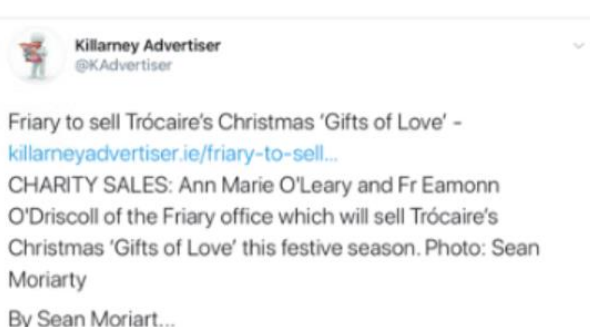 Killarney Advertiser
@KAdvertiser
Friary to sell Trócaire's Christmas 'Gifts of Love' -
killarneyadvertiser.ie/friary-to-sell...
CHARITY SALES: Ann Marie O'Leary and Fr Eamonn
O'Driscoll of the Friary office which will sell Trócaire's
Christmas 'Gifts of Love' this festive season. Photo: Sean
Moriarty
By Sean Moriart...